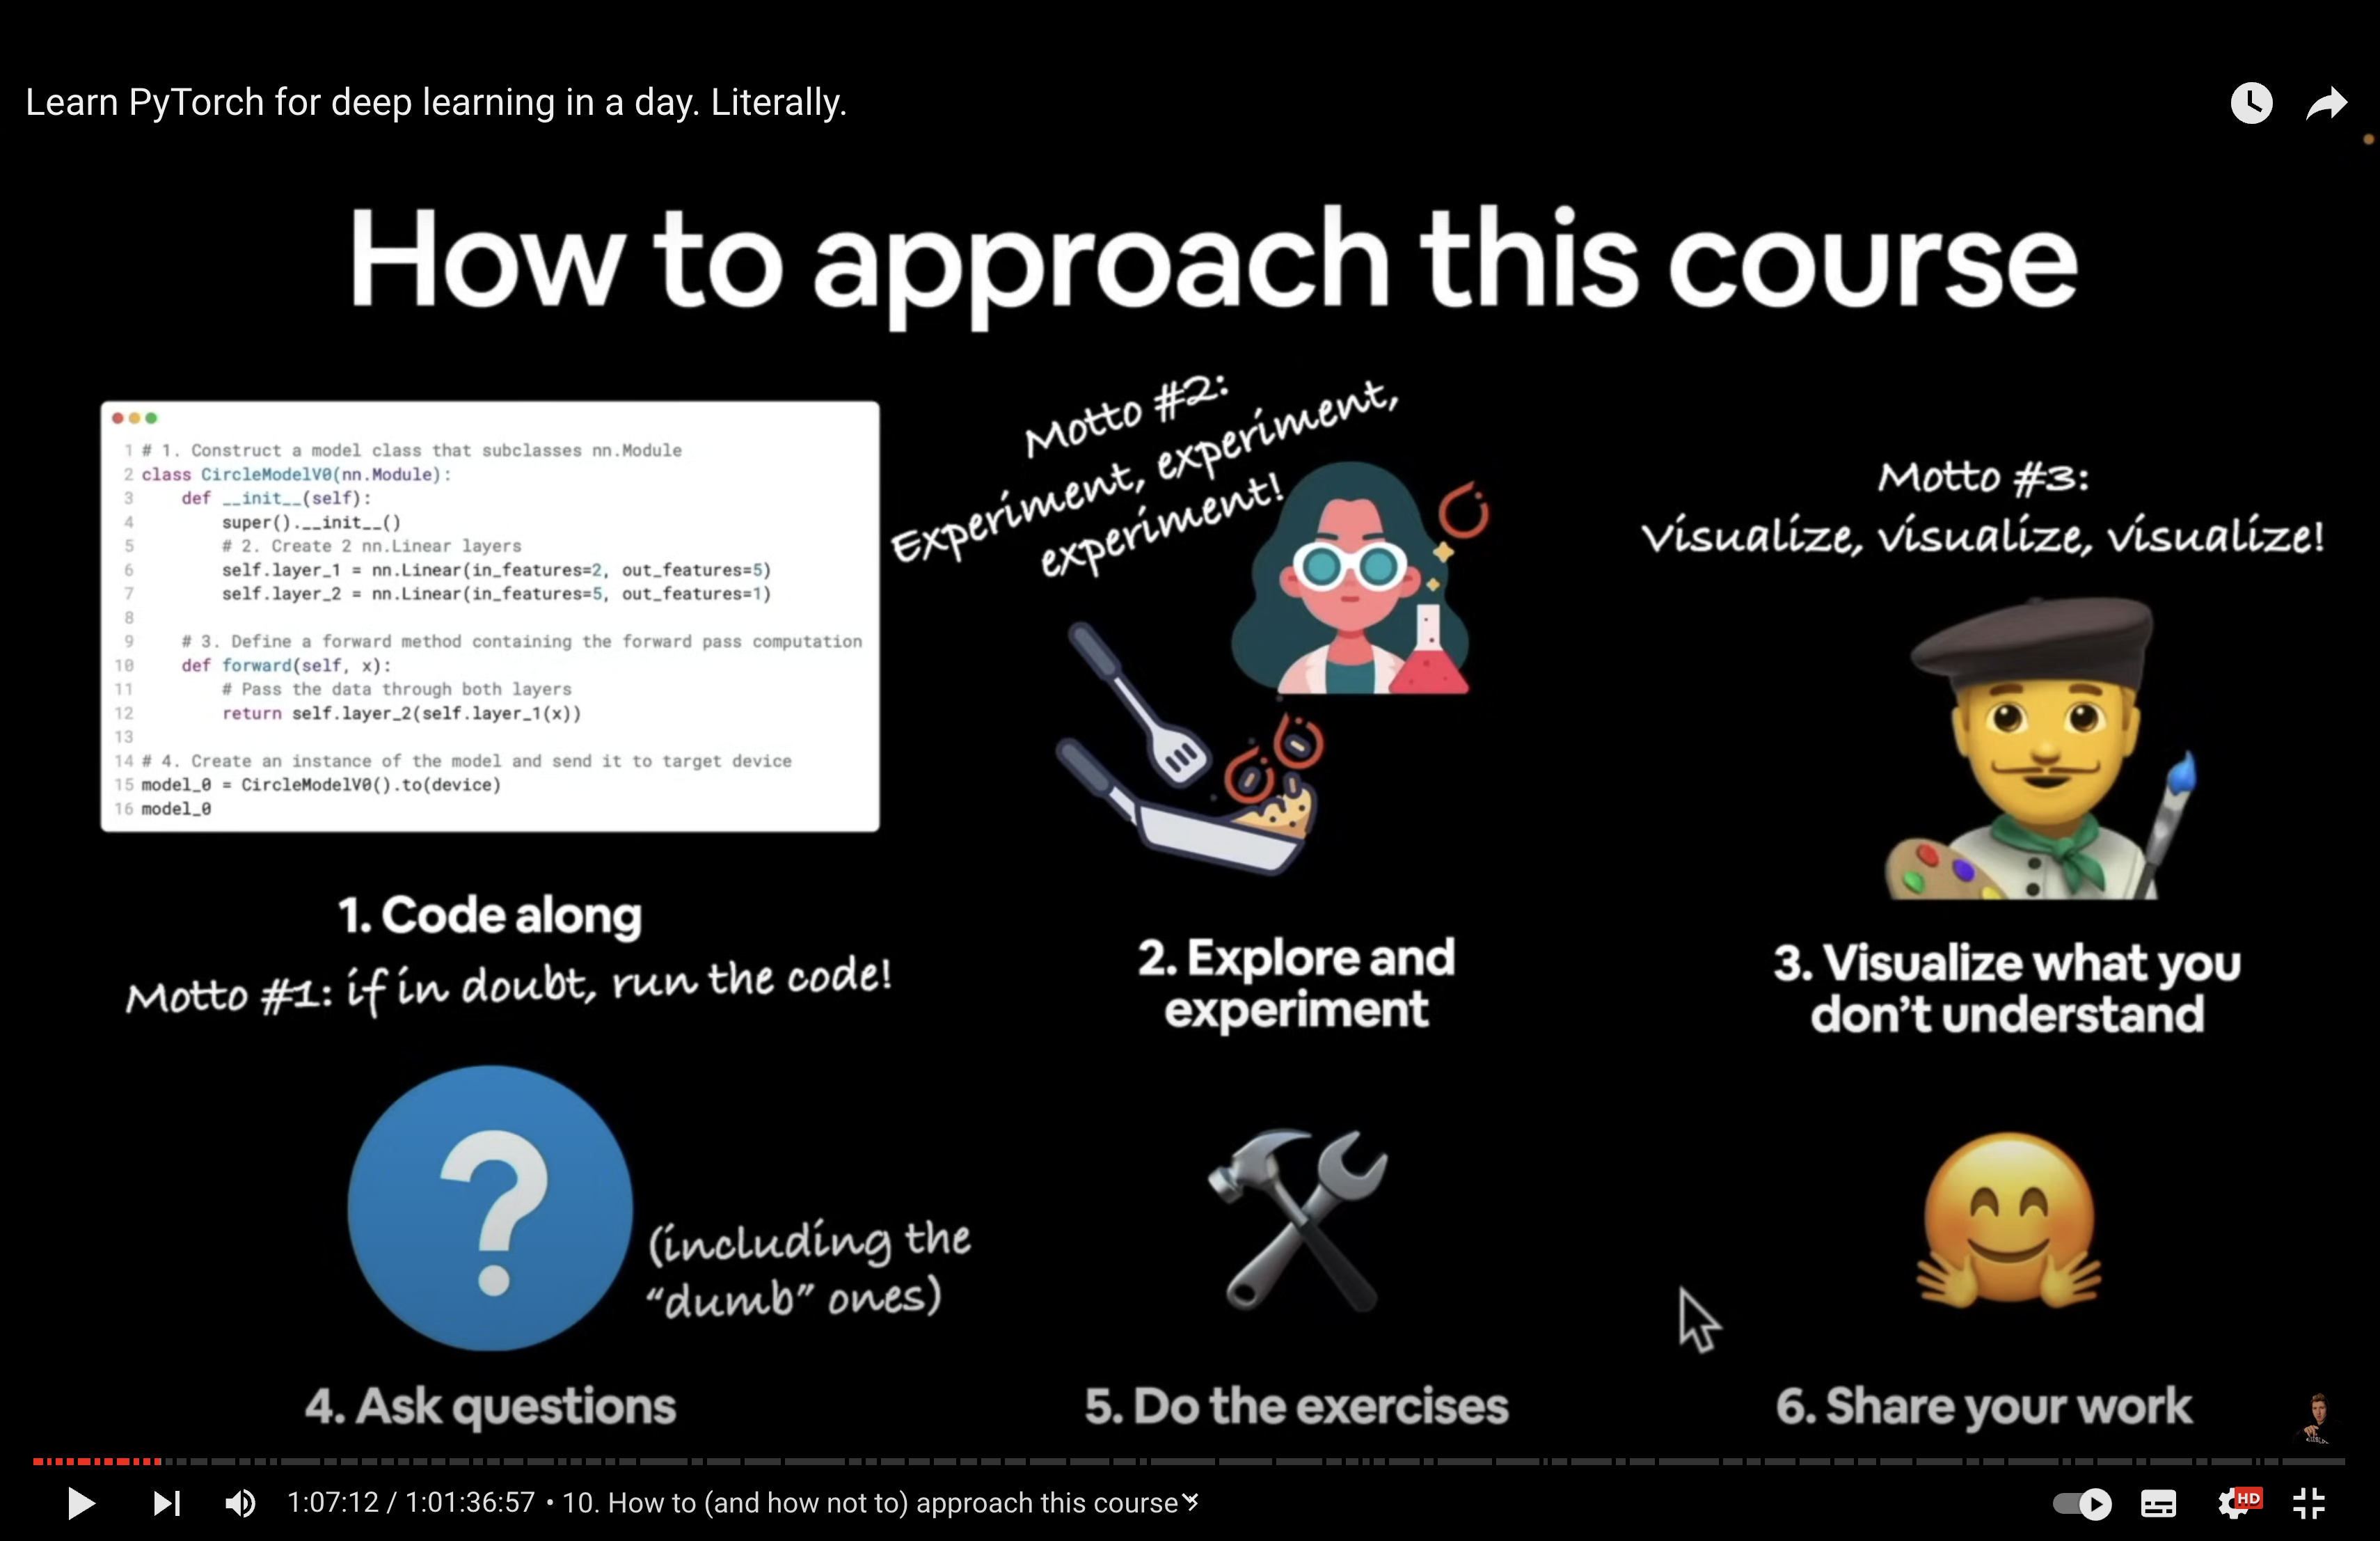 Learn PyTorch for deep learning in a day. Literally.
How to approach this course
1 # 1. Construct a model class that subclasses nn.Module
2 class CircleModelV0(nn.Module):
3     def __init__(self):
4         super().__init__()
5         # 2. Create 2 nn.Linear layers
6         self.layer_1 = nn.Linear(in_features=2, out_features=5)
7         self.layer_2 = nn.Linear(in_features=5, out_features=1)
8
9     # 3. Define a forward method containing the forward pass computation
10     def forward(self, x):
11         # Pass the data through both layers
12         return self.layer_2(self.layer_1(x))
13
14 # 4. Create an instance of the model and send it to target device
15 model_0 = CircleModelV0().to(device)
16 model_0
1. Code along
Motto #1: if in doubt, run the code!
Motto #2:
Experiment, experiment,
experiment!
2. Explore and
experiment
Motto #3:
Visualize, visualize, visualize!
3. Visualize what you
don't understand
?
(including the
“dumb” ones)
4. Ask questions
5. Do the exercises
6. Share your work
1:07:12 / 1:01:36:57 • 10. How to (and how not to) approach this course
HD